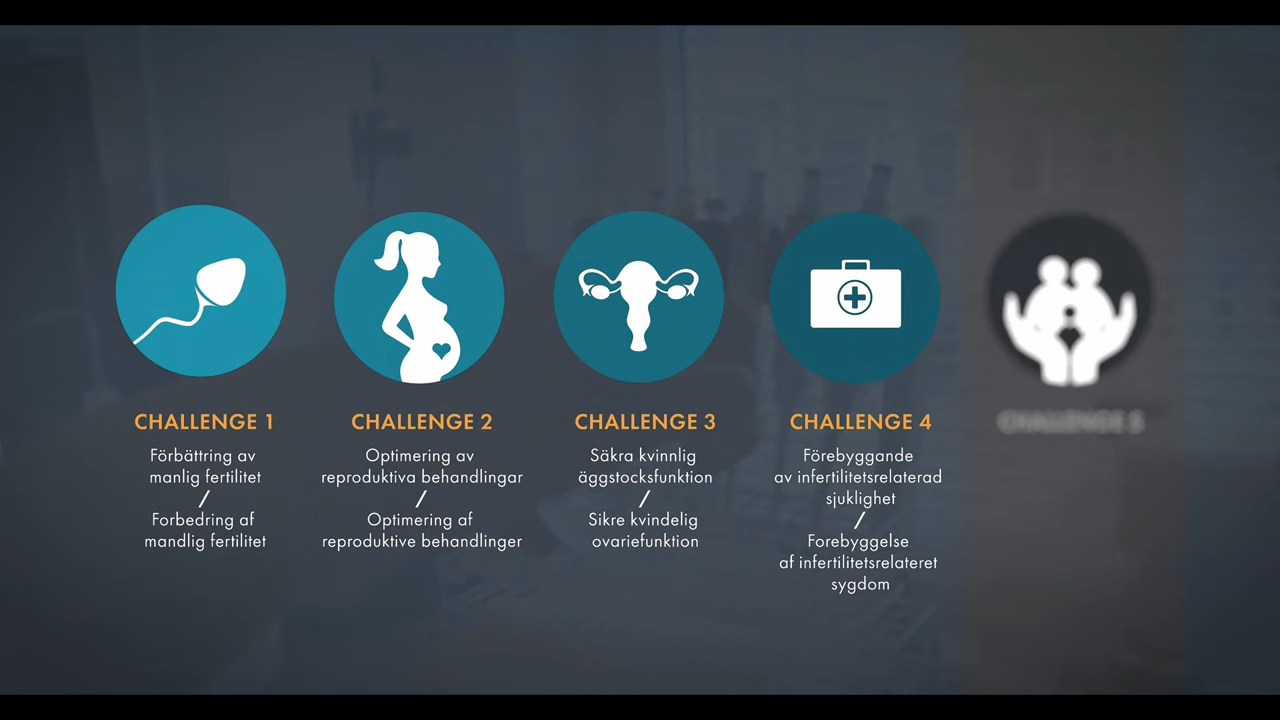 CHALLENGE 1
Förbättring av
manlig fertilitet
/
Forbedring af
mandlig fertilitet
CHALLENGE 2
Optimering av
reproduktiva behandlingar
/
Optimering af
reproduktive behandlinger
CHALLENGE 3
Säkra kvinnlig
äggstocksfunktion
/
Sikre kvindelig
ovariefunktion
CHALLENGE 4
Förebyggande
av infertilitetsrelaterad
sjuklighet
/
Forebyggelse
af infertilitetsrelateret
sygdom
CHALLENGE 5